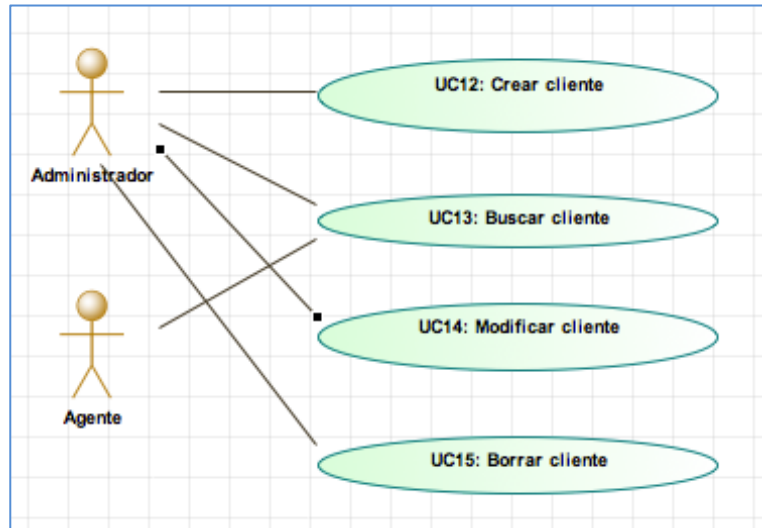 UC12: Crear cliente
Administrador
UC13: Buscar cliente
UC14: Modificar cliente
Agente
UC15: Borrar cliente